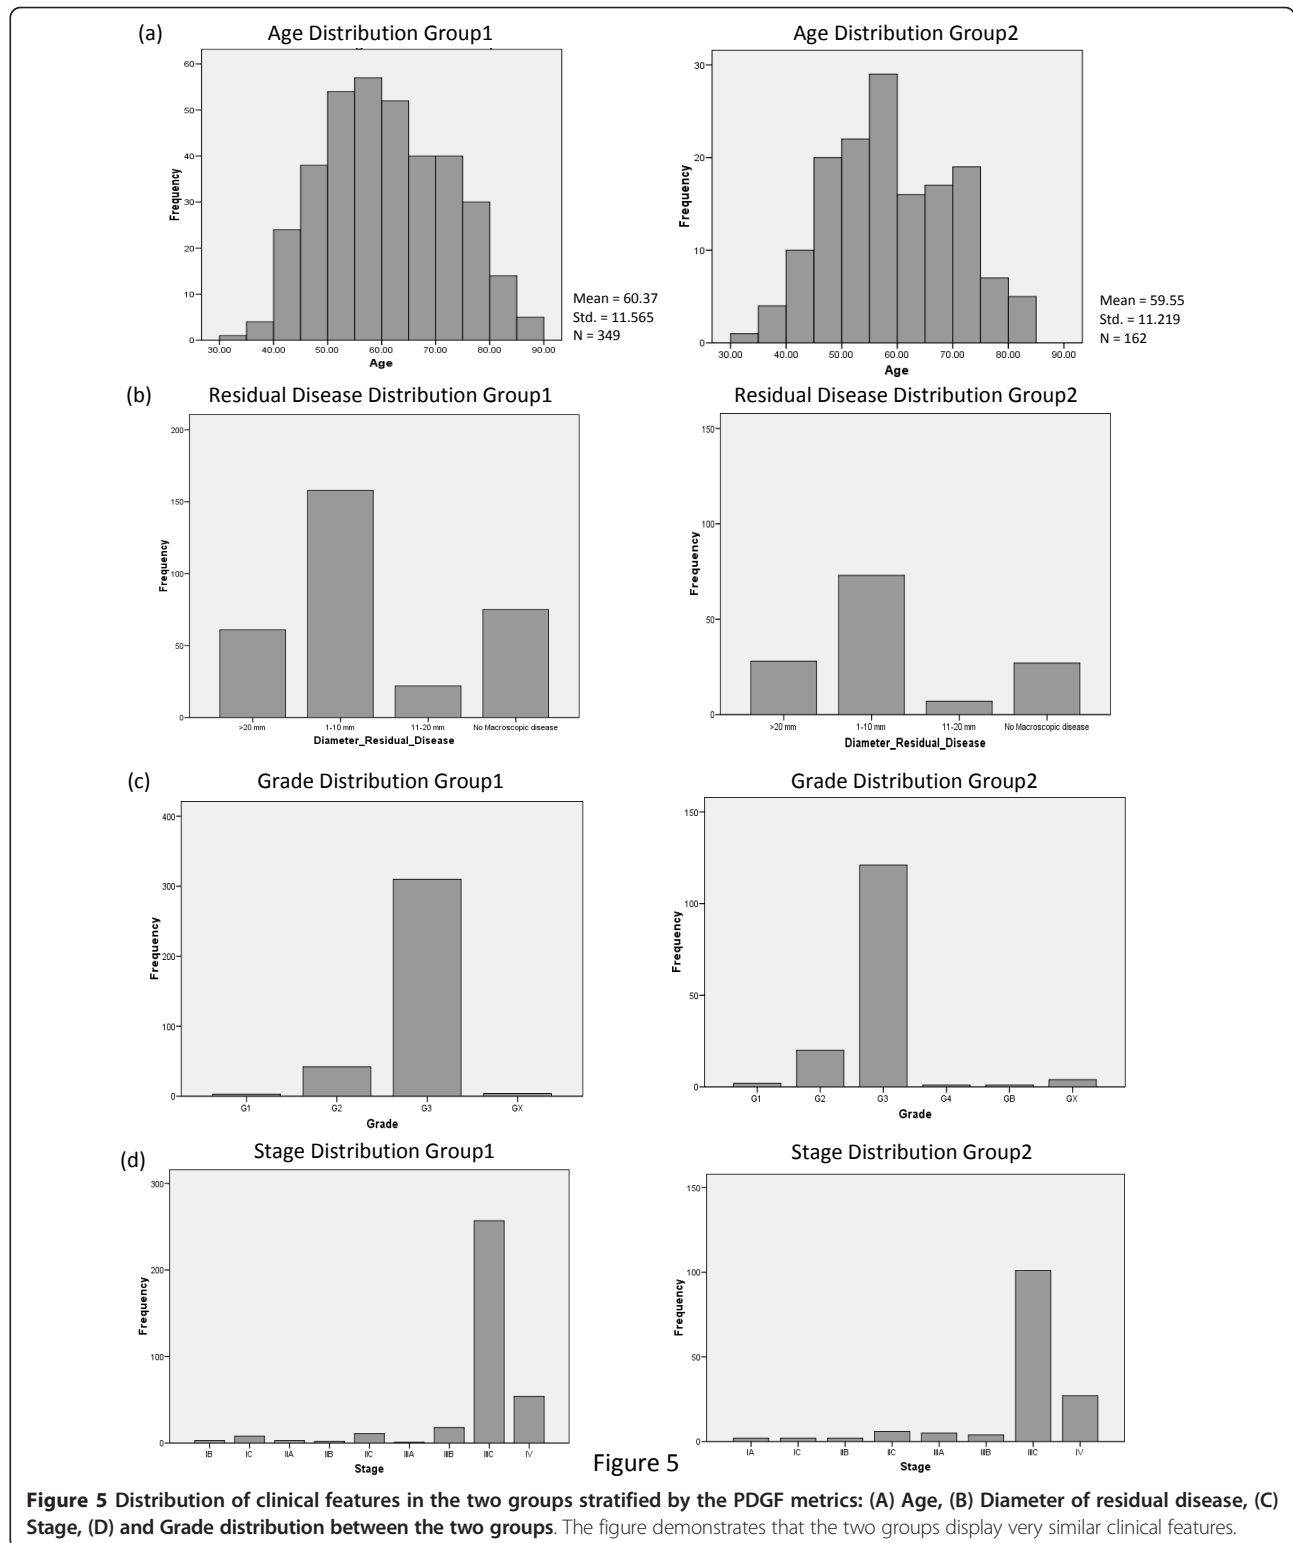 (a)
Age Distribution Group1
Frequency
60
50
40
30
20
10
0
30.00 40.00 50.00 60.00 70.00 80.00 90.00
Age
Mean = 60.37
Std. = 11.565
N = 349
Age Distribution Group2
Frequency
30
20
10
0
30.00 40.00 50.00 60.00 70.00 80.00 90.00
Age
Mean = 59.55
Std. = 11.219
N = 162
(b)
Residual Disease Distribution Group1
Frequency
200
150
100
50
0
>20 mm 1-10 mm 11-20 mm No Macroscopic disease
Diameter_Residual_Disease
Residual Disease Distribution Group2
Frequency
150
100
50
0
>20 mm 1-10 mm 11-20 mm No Macroscopic disease
Diameter_Residual_Disease
(c)
Grade Distribution Group1
Frequency
400
300
200
100
0
G1 G2 G3 GX
Grade
Grade Distribution Group2
Frequency
150
100
50
0
G1 G2 G3 G4 GB GX
Grade
(d)
Stage Distribution Group1
Frequency
300
200
100
0
IB IC IIA IIB IIC IIIA IIIB IIIC IV
Stage
Stage Distribution Group2
Frequency
150
100
50
0
IA IC IIB IIC IIIA IIIB IIIC IV
Stage
Figure 5
Figure 5 Distribution of clinical features in the two groups stratified by the PDGF metrics: (A) Age, (B) Diameter of residual disease, (C)
Stage, (D) and Grade distribution between the two groups. The figure demonstrates that the two groups display very similar clinical features.